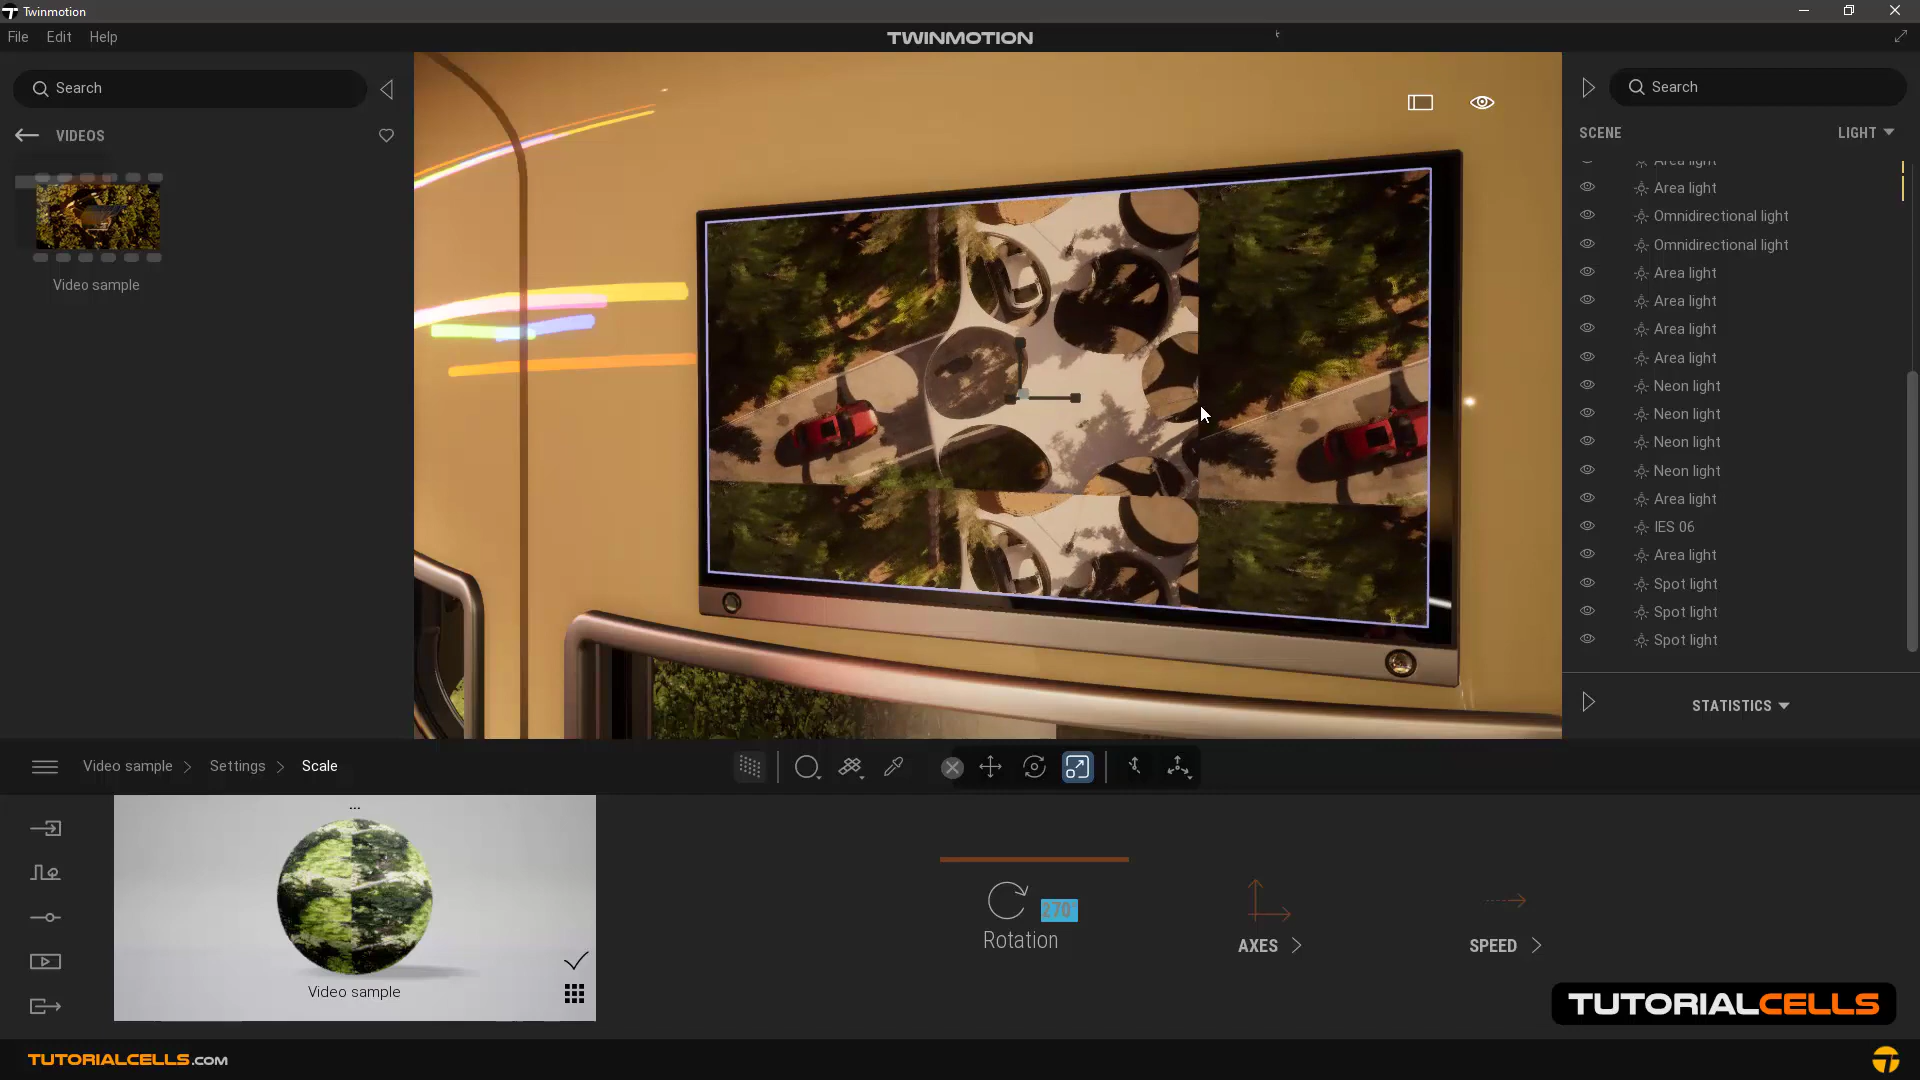 Twinmotion
File Edit Help
TWINMOTION
Search
VIDEOS
Video sample
Search
SCENE LIGHT
Area light
Area light
Omnidirectional light
Omnidirectional light
Area light
Area light
Area light
Area light
Neon light
Neon light
Neon light
Neon light
Area light
IES 06
Area light
Spot light
Spot light
Spot light
STATISTICS
Video sample > Settings > Scale
...
Video sample
270°
Rotation
AXES >
SPEED >
TUTORIALCELLS
TUTORIALCELLS.COM